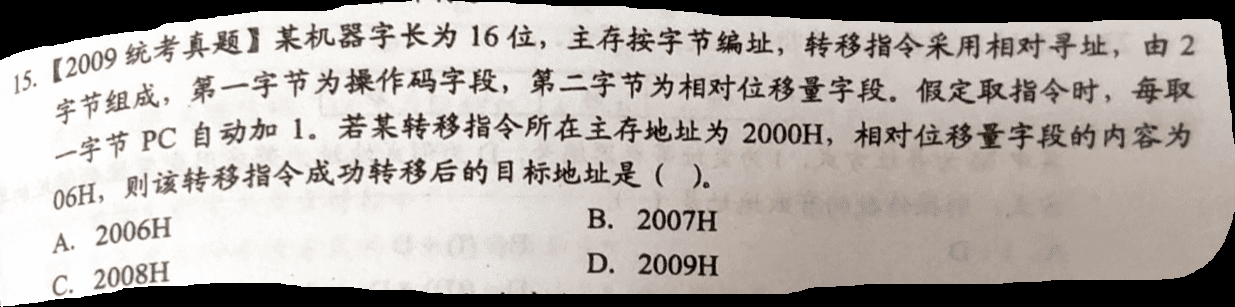 15.【2009 统考真题】某机器字长为 16 位，主存按字节编址，转移指令采用相对寻址，由 2
字节组成，第一字节为操作码字段，第二字节为相对位移量字段。假定取指令时，每取
一字节 PC 自动加 1。若某转移指令所在主存地址为 2000H，相对位移量字段的内容为
06H，则该转移指令成功转移后的目标地址是（ ）。
A. 2006H B. 2007H
C. 2008H D. 2009H